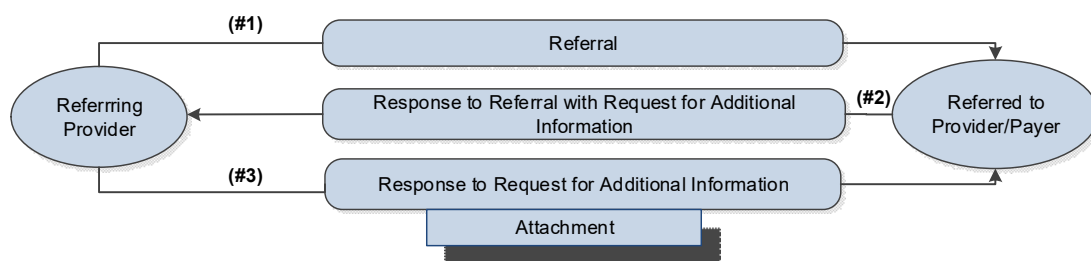 (#1)
Referral
Referrring
Provider
Response to Referral with Request for Additional
Information
(#2)
Referred to
Provider/Payer
(#3)
Response to Request for Additional Information
Attachment